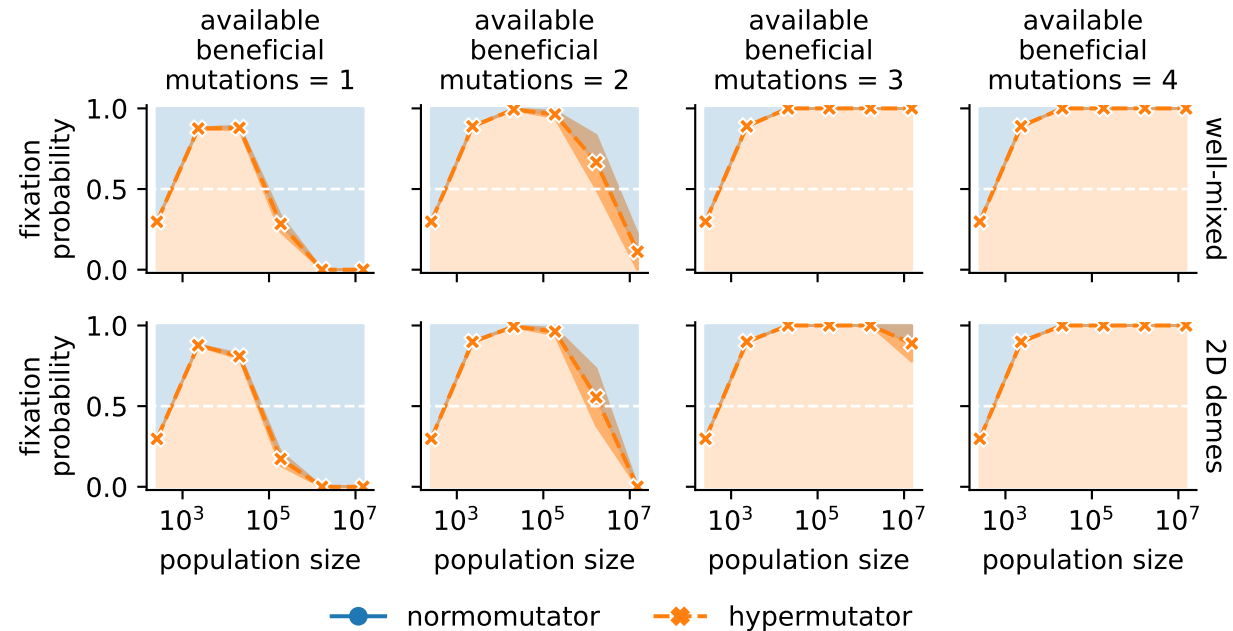 available
beneficial
mutations = 1
available
beneficial
mutations = 2
available
beneficial
mutations = 3
available
beneficial
mutations = 4
fixation
probability
1.0
0.5
0.0
well-mixed
fixation
probability
1.0
0.5
0.0
2D demes
10³ 10⁵ 10⁷
10³ 10⁵ 10⁷
10³ 10⁵ 10⁷
10³ 10⁵ 10⁷
population size
population size
population size
population size
normomutator
hypermutator